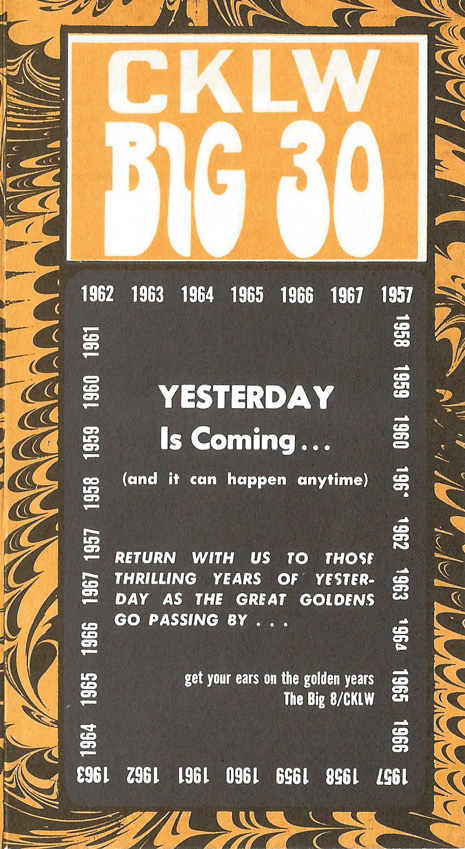 CKLW
BIG 30
1962 1963 1964 1965 1966 1967 1957
1958 1959 1960 1961 1962 1963 1964 1965 1966
1957 1958 1959 1960 1961 1962 1963
1964 1965 1966 1967 1957 1958 1959 1960 1961
YESTERDAY
Is Coming...
(and it can happen anytime)
RETURN WITH US TO THOSE
THRILLING YEARS OF YESTER-
DAY AS THE GREAT GOLDENS
GO PASSING BY . . .
get your ears on the golden years
The Big 8/CKLW